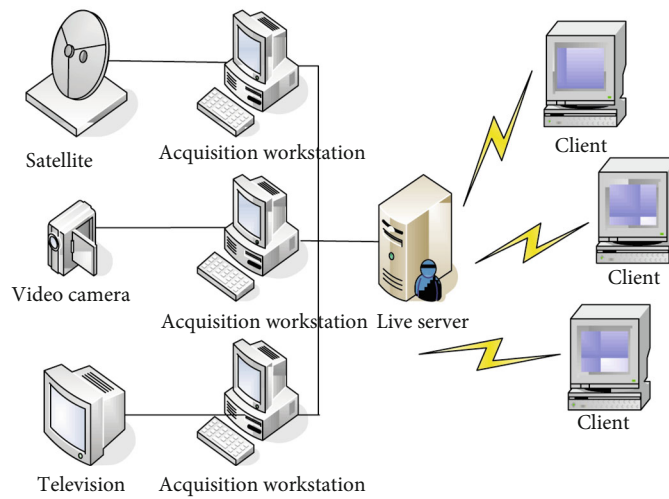 Satellite
Acquisition workstation
Client
Video camera
Acquisition workstation
Live server
Client
Television
Acquisition workstation
Client